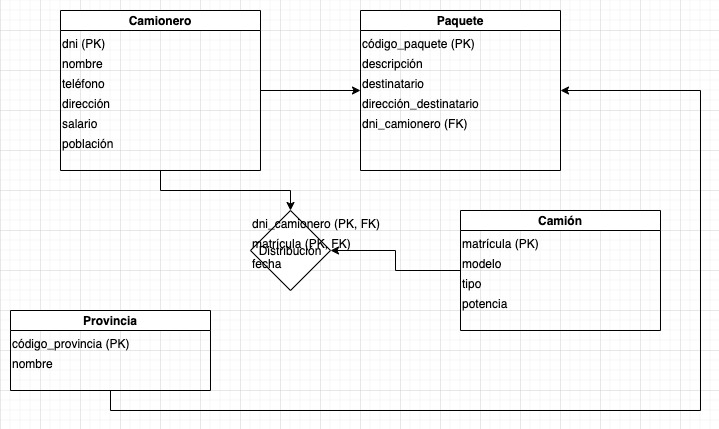 Camionero
dni (PK)
nombre
teléfono
dirección
salario
población
Paquete
código_paquete (PK)
descripción
destinatario
dirección_destinatario
dni_camionero (FK)
dni_camionero (PK, FK)
matrícula (PK, FK)
Distribución
fecha
Camión
matrícula (PK)
modelo
tipo
potencia
Provincia
código_provincia (PK)
nombre